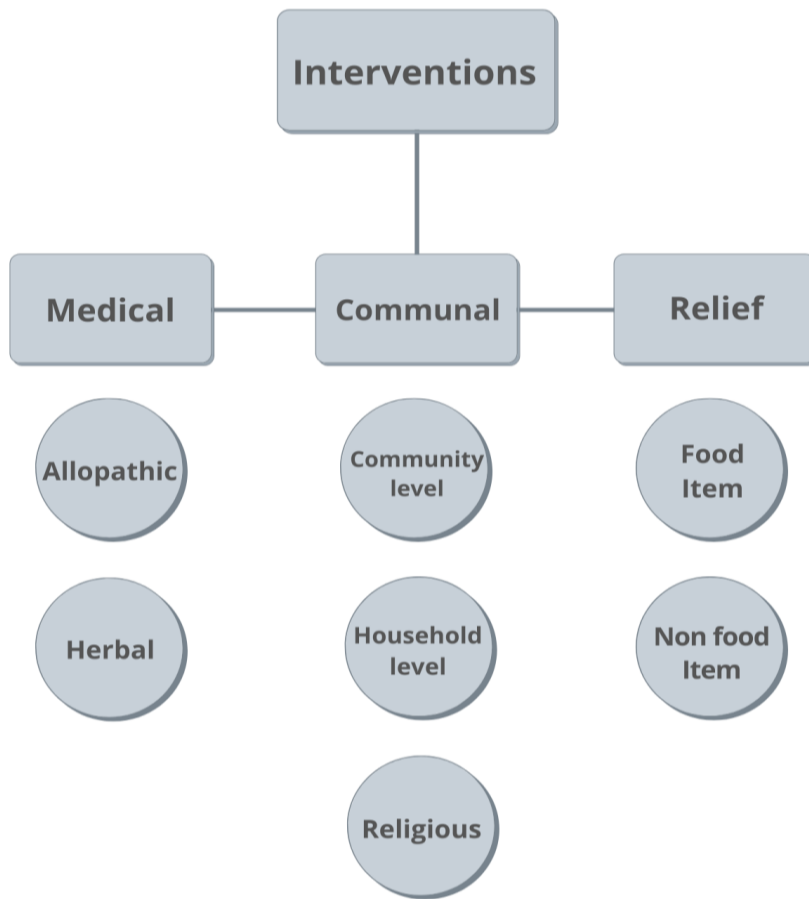 Interventions
Medical
Communal
Relief
Allopathic
Community
level
Food
Item
Herbal
Household
level
Non food
Item
Religious